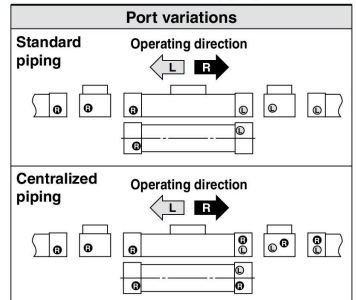 Port variations
Standard
piping
Operating direction
L R
R R R L L L
L
R
Centralized
piping
Operating direction
L R
R R R R L L R R L
L
R R